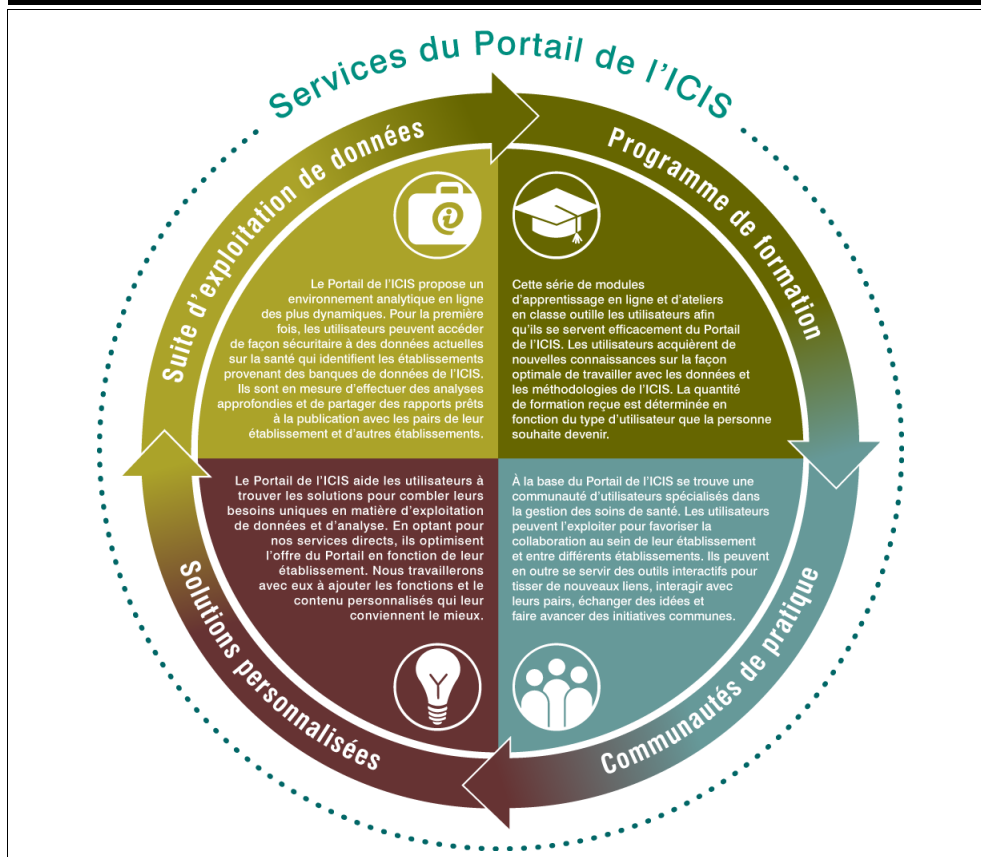 Services du Portail de l'ICIS
Suite d'exploitation de données
Le Portail de l'ICIS propose un
environnement analytique en ligne
des plus dynamiques. Pour la première
fois, les utilisateurs peuvent accéder
de façon sécuritaire à des données actuelles
sur la santé qui identifient les établissements
provenant des banques de données de l'ICIS.
Ils sont en mesure d'effectuer des analyses
approfondies et de partager des rapports prêts
à la publication avec les pairs de leur
établissement et d'autres établissements.
Programme de formation
Cette série de modules
d'apprentissage en ligne et d'ateliers
en classe outille les utilisateurs afin
qu'ils se servent efficacement du Portail
de l'ICIS. Les utilisateurs acquièrent de
nouvelles connaissances sur la façon
optimale de travailler avec les données et
les méthodologies de l'ICIS. La quantité
de formation reçue est déterminée en
fonction du type d'utilisateur que la personne
souhaite devenir.
Solutions personnalisées
Le Portail de l'ICIS aide les utilisateurs à
trouver les solutions pour combler leurs
besoins uniques en matière d'exploitation
de données et d'analyse. En optant pour
nos services directs, ils optimisent
l'offre du Portail en fonction de leur
établissement. Nous travaillerons
avec eux à ajouter les fonctions et le
contenu personnalisés qui leur
conviennent le mieux.
Communautés de pratique
À la base du Portail de l'ICIS se trouve une
communauté d'utilisateurs spécialisés dans
la gestion des soins de santé. Les utilisateurs
peuvent l'exploiter pour favoriser la
collaboration au sein de leur établissement
et entre différents établissements. Ils peuvent
en outre se servir des outils interactifs pour
tisser de nouveaux liens, interagir avec
leurs pairs, échanger des idées et
faire avancer des initiatives communes.